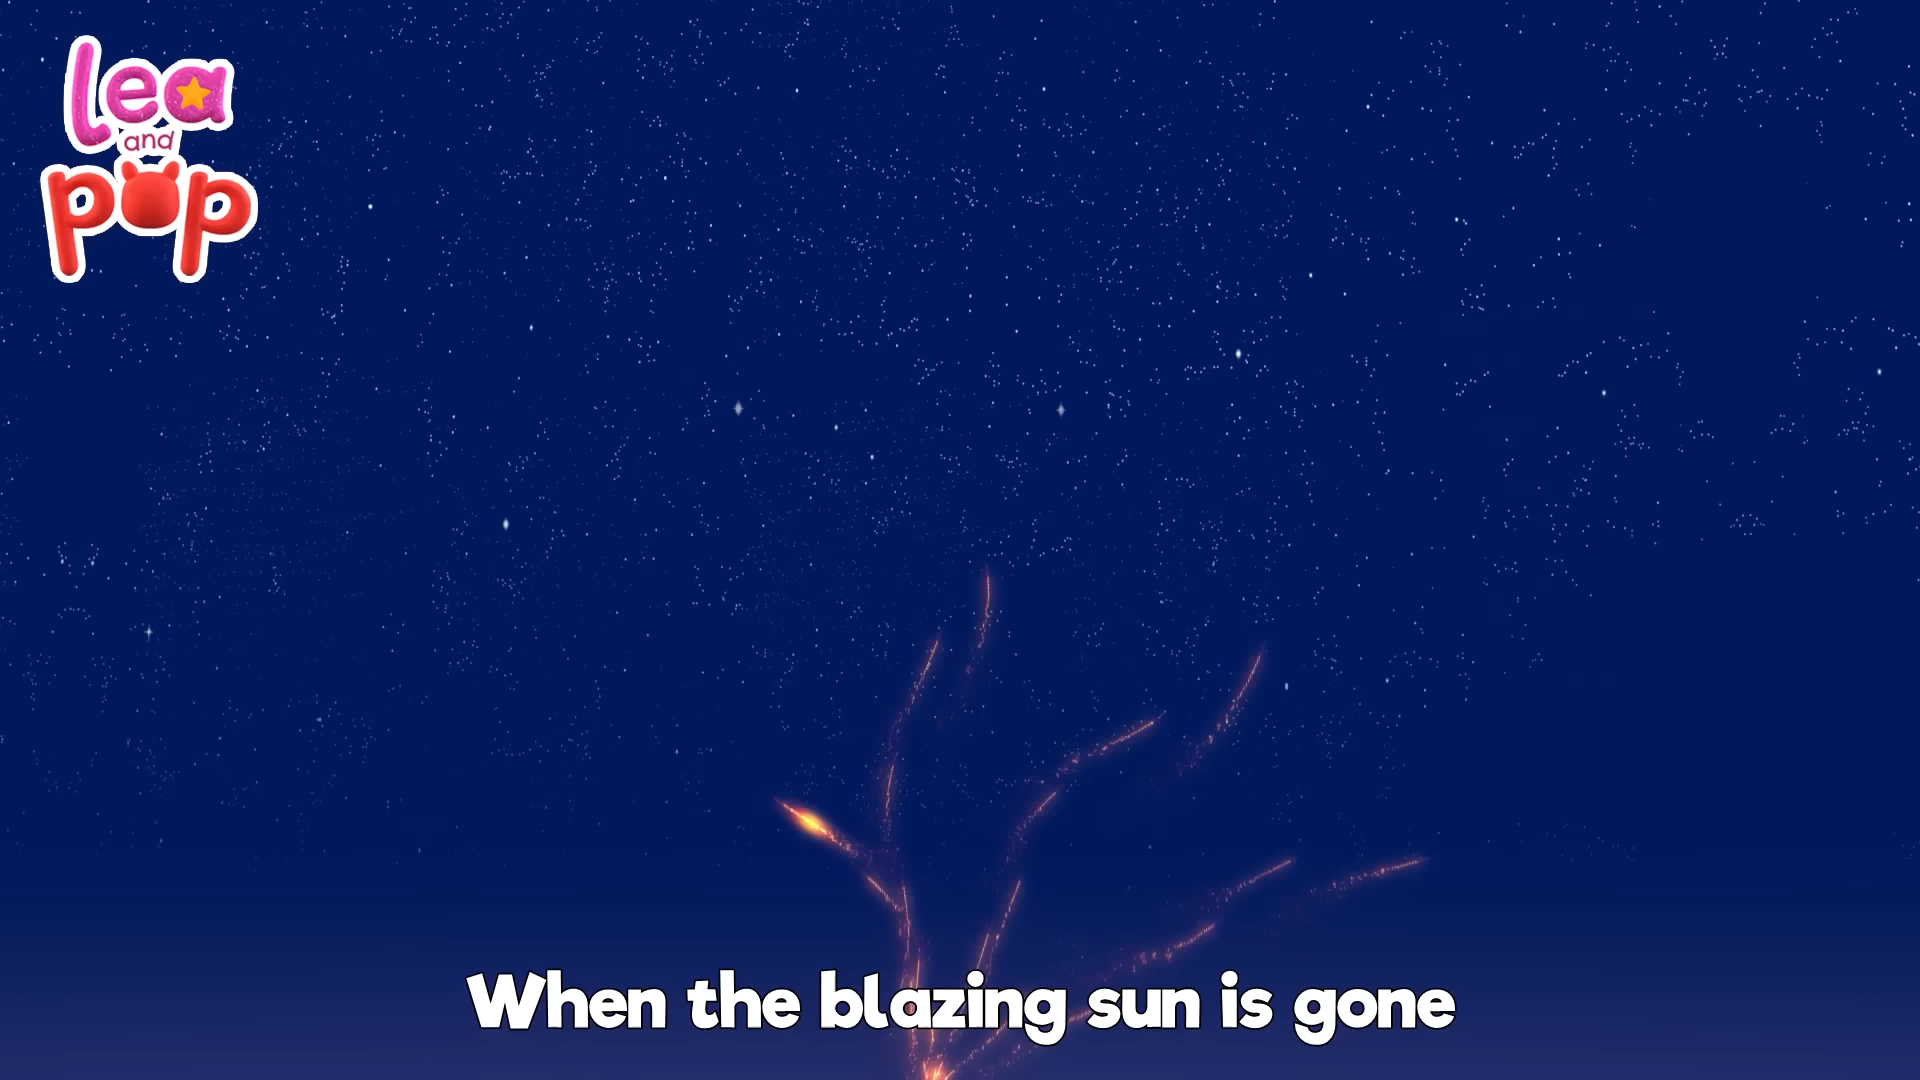 lea
and
pop
When the blazing sun is gone